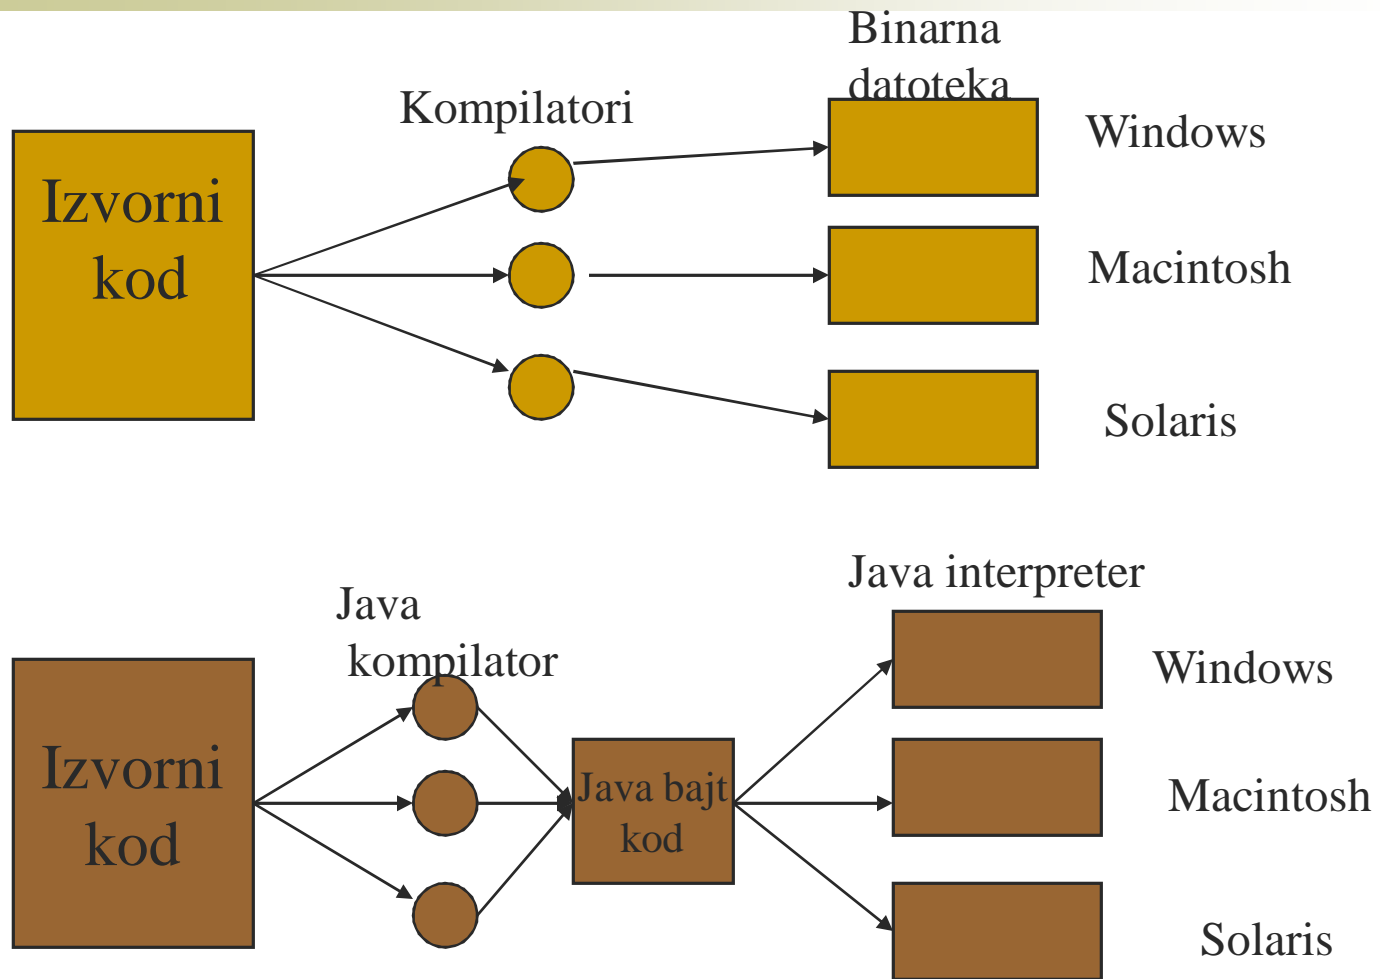 Binarna
datoteka
Kompilatori
Windows
Izvorni
kod
Macintosh
Solaris
Java interpreter
Java
kompilator
Windows
Izvorni
kod
Java bajt
kod
Macintosh
Solaris